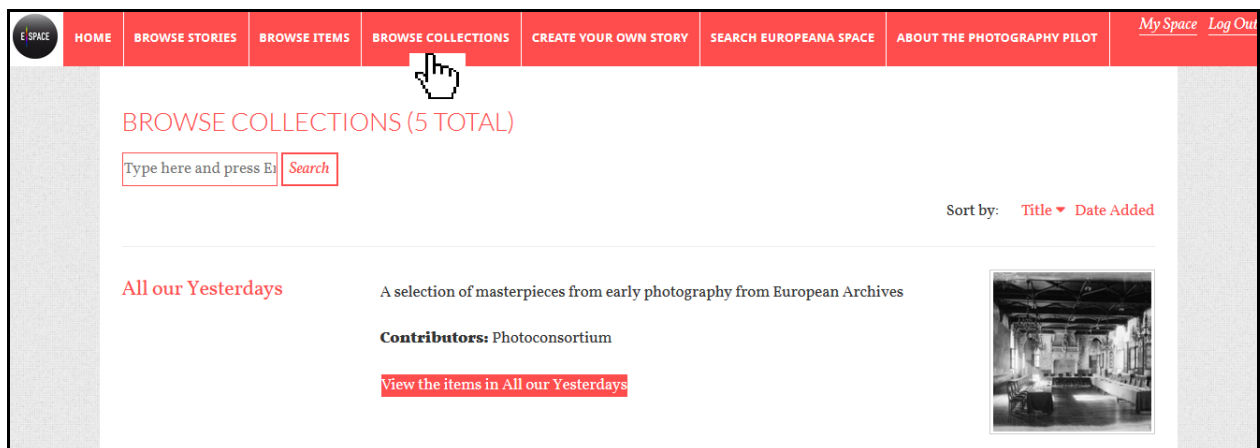 E SPACE
HOME
BROWSE STORIES
BROWSE ITEMS
BROWSE COLLECTIONS
CREATE YOUR OWN STORY
SEARCH EUROPEANA SPACE
ABOUT THE PHOTOGRAPHY PILOT
My Space Log Out
BROWSE COLLECTIONS (5 TOTAL)
Type here and press En Search
Sort by: Title Date Added
All our Yesterdays
A selection of masterpieces from early photography from European Archives
Contributors: Photoconsortium
View the items in All our Yesterdays